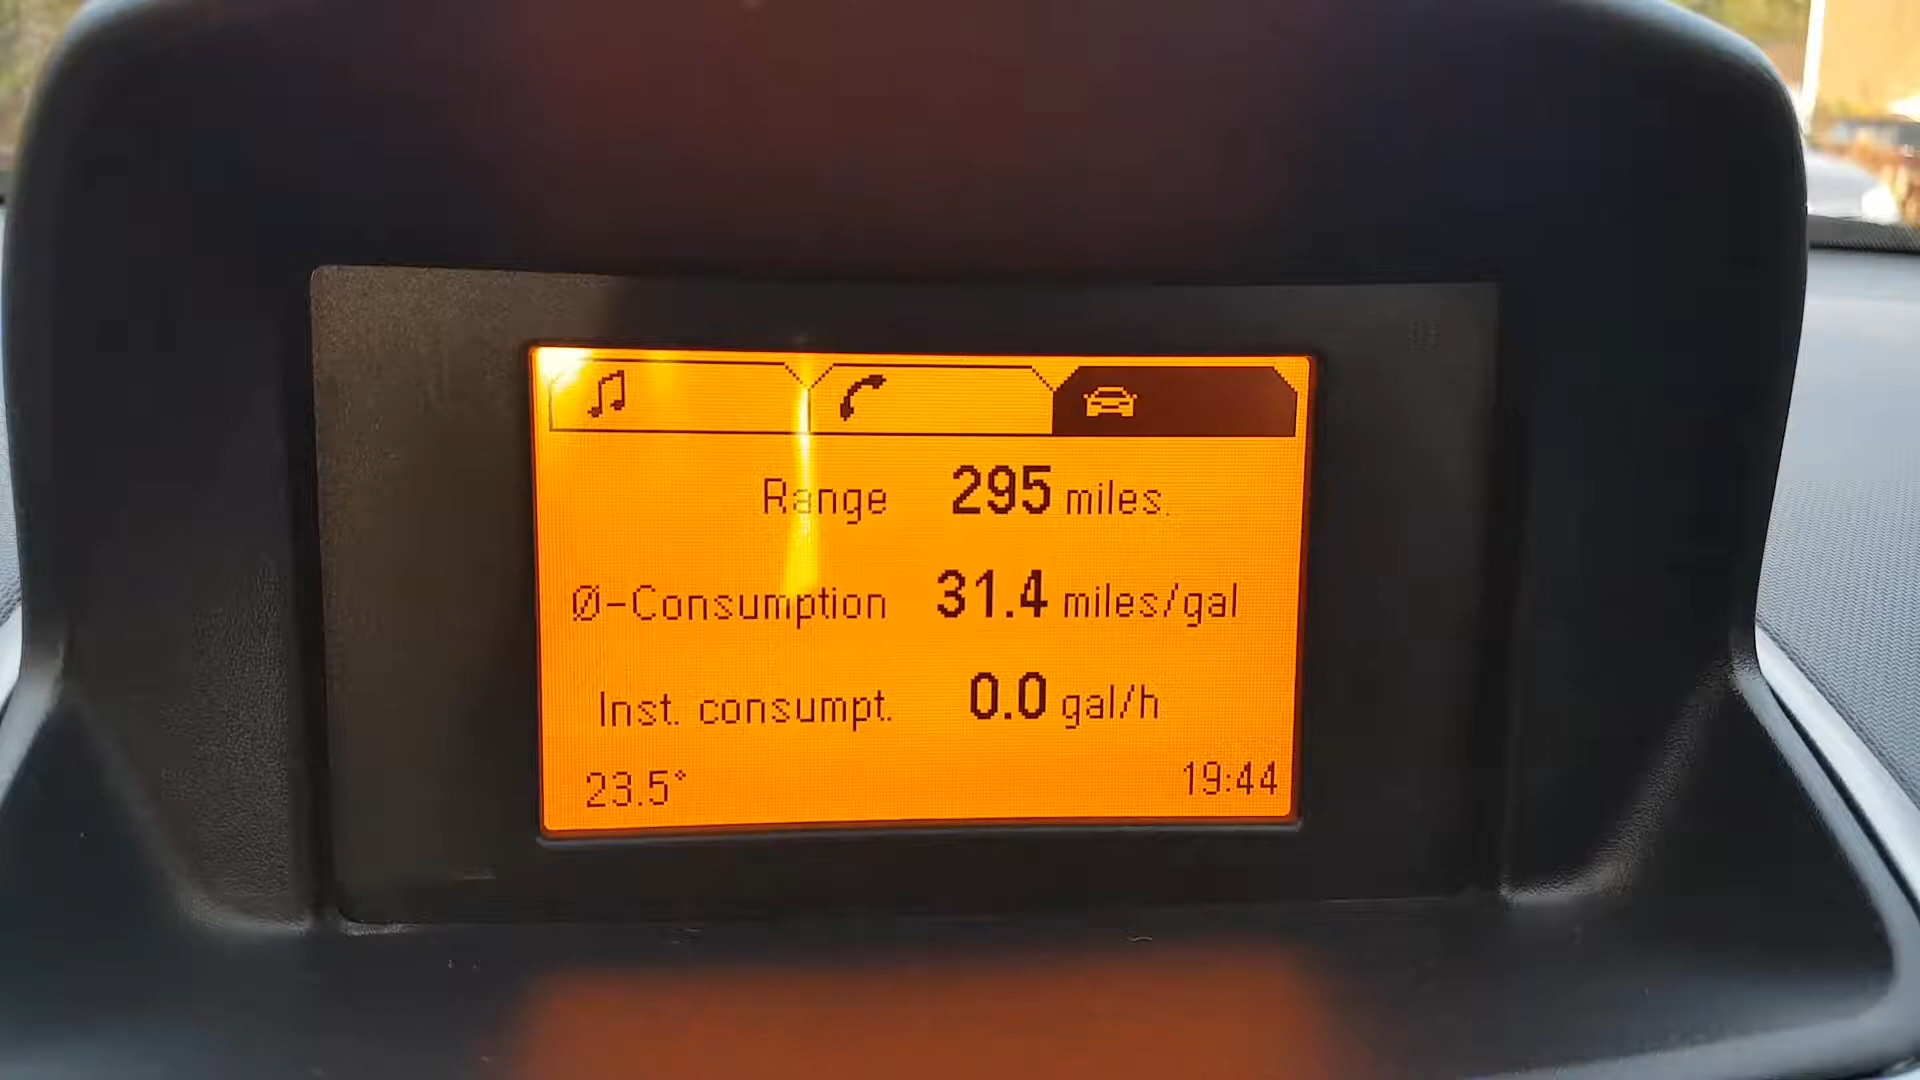 Range 295 miles
Ø-Consumption 31.4 miles/gal
Inst. consumpt. 0.0 gal/h
23.5° 19:44